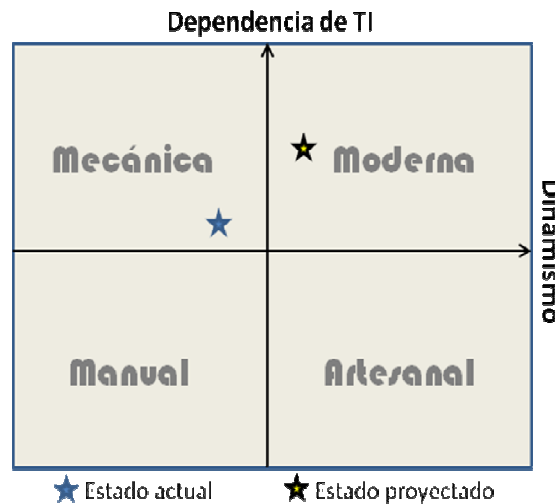 Dependencia de TI
Mecánica
Moderna
Dinamismo
Manual
Artesanal
Estado actual
Estado proyectado